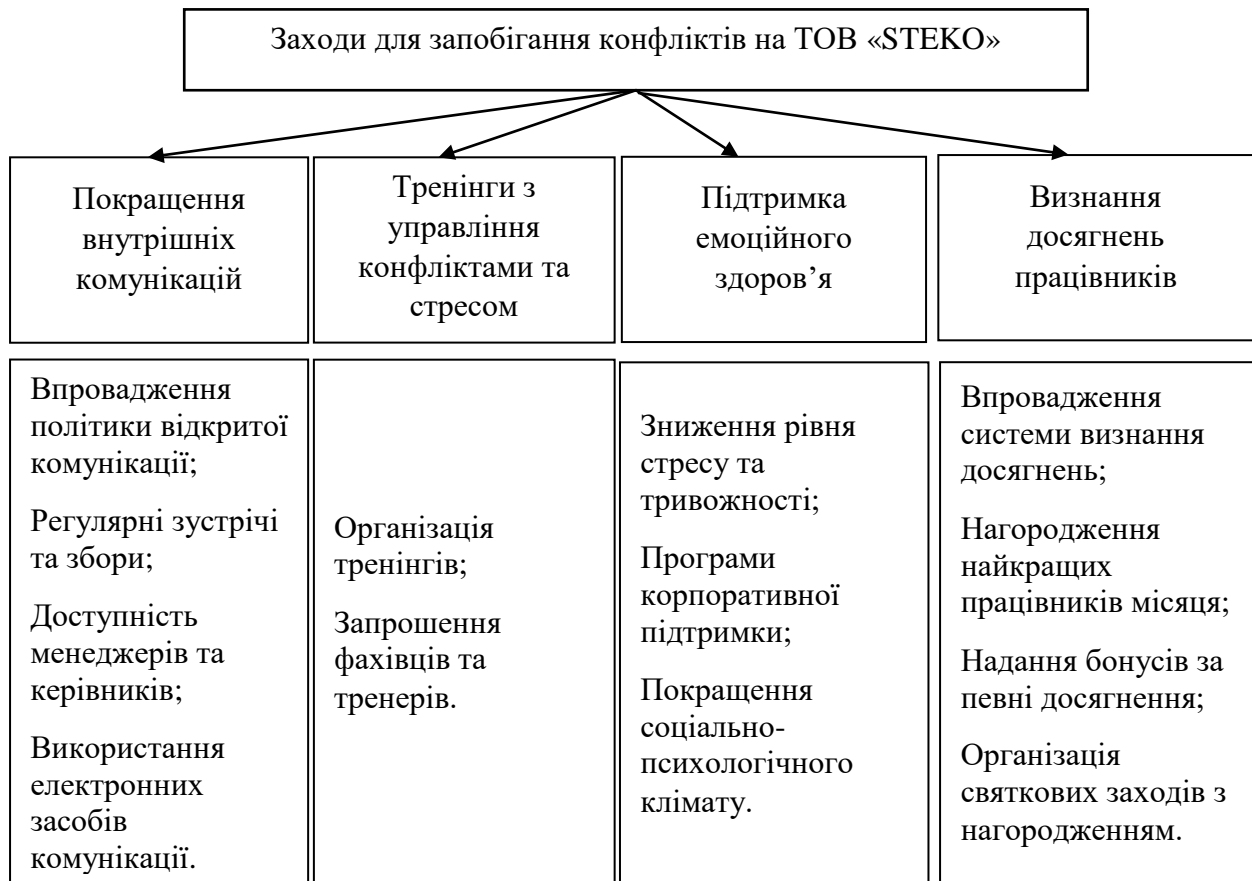 Заходи для запобігання конфліктів на ТОВ «STEKO»
Покращення
внутрішніх
комунікацій
Тренінги з
управління
конфліктами та
стресом
Підтримка
емоційного
здоров’я
Визнання
досягнень
працівників
Впровадження
політики відкритої
комунікації;
Регулярні зустрічі
та збори;
Доступність
менеджерів та
керівників;
Використання
електронних
засобів
комунікації.
Організація
тренінгів;
Запрошення
фахівців та
тренерів.
Зниження рівня
стресу та
тривожності;
Програми
корпоративної
підтримки;
Покращення
соціально-
психологічного
клімату.
Впровадження
системи визнання
досягнень;
Нагородження
найкращих
працівників місяця;
Надання бонусів за
певні досягнення;
Організація
святкових заходів з
нагородженням.